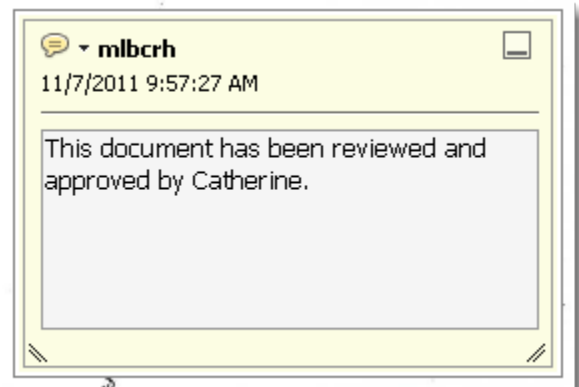 mlbcrh
11/7/2011 9:57:27 AM
This document has been reviewed and
approved by Catherine.